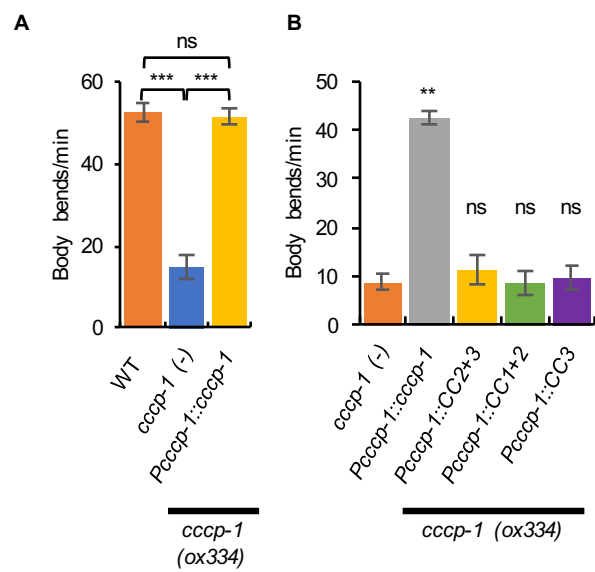 A
ns
*** ***
60
40
20
0
Body bends/min
WT
cccp-1 (-)
Pcccp-1::cccp-1
cccp-1
(ox334)
B
50
40
30
20
10
0
Body bends/min
**
ns ns ns
cccp-1 (-)
Pcccp-1::cccp-1
Pcccp-1::CC2+3
Pcccp-1::CC1+2
Pcccp-1::CC3
cccp-1 (ox334)